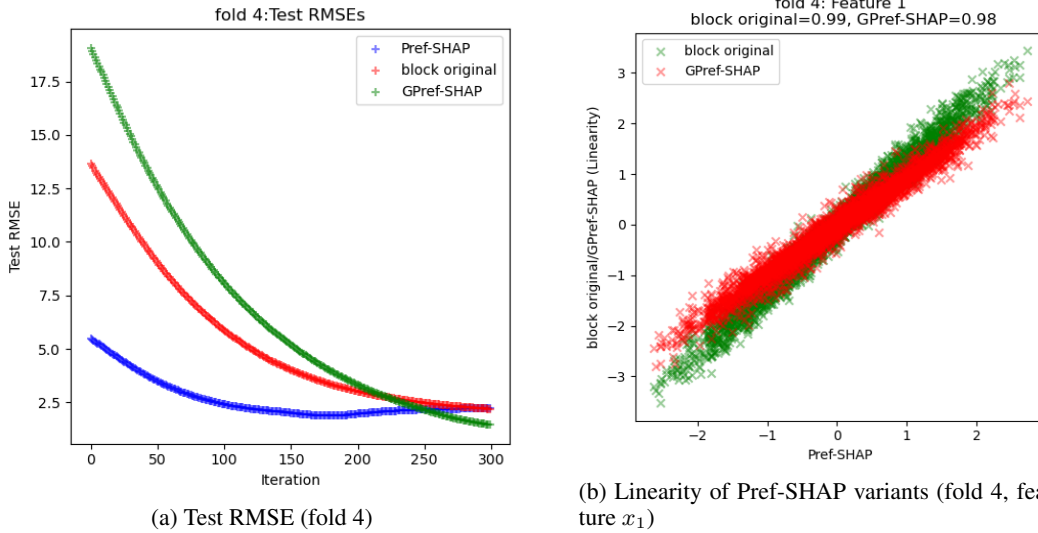 fold 4:Test RMSEs
Pref-SHAP
block original
GPref-SHAP
Test RMSE
17.5
15.0
12.5
10.0
7.5
5.0
2.5
0 50 100 150 200 250 300
Iteration
(a) Test RMSE (fold 4)
fold 4: Feature 1
block original=0.99, GPref-SHAP=0.98
block original
GPref-SHAP
block original/GPref-SHAP (Linearity)
3
2
1
0
−1
−2
−3
−2 −1 0 1 2
Pref-SHAP
(b) Linearity of Pref-SHAP variants (fold 4, fea
ture x₁)